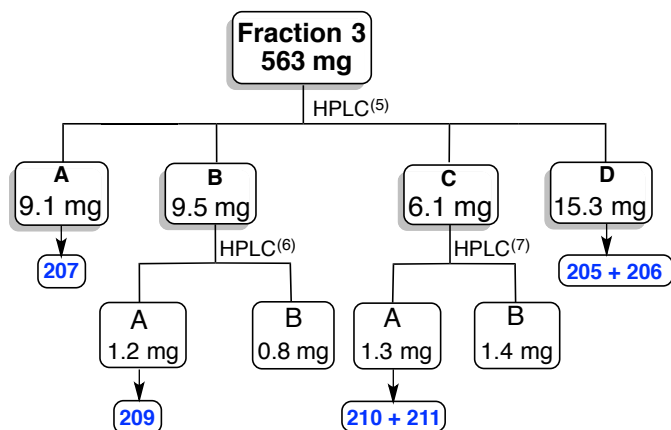 Fraction 3
563 mg
HPLC(5)
A
9.1 mg
B
9.5 mg
C
6.1 mg
D
15.3 mg
207
HPLC(6)
HPLC(7)
205 + 206
A
1.2 mg
B
0.8 mg
A
1.3 mg
B
1.4 mg
209
210 + 211